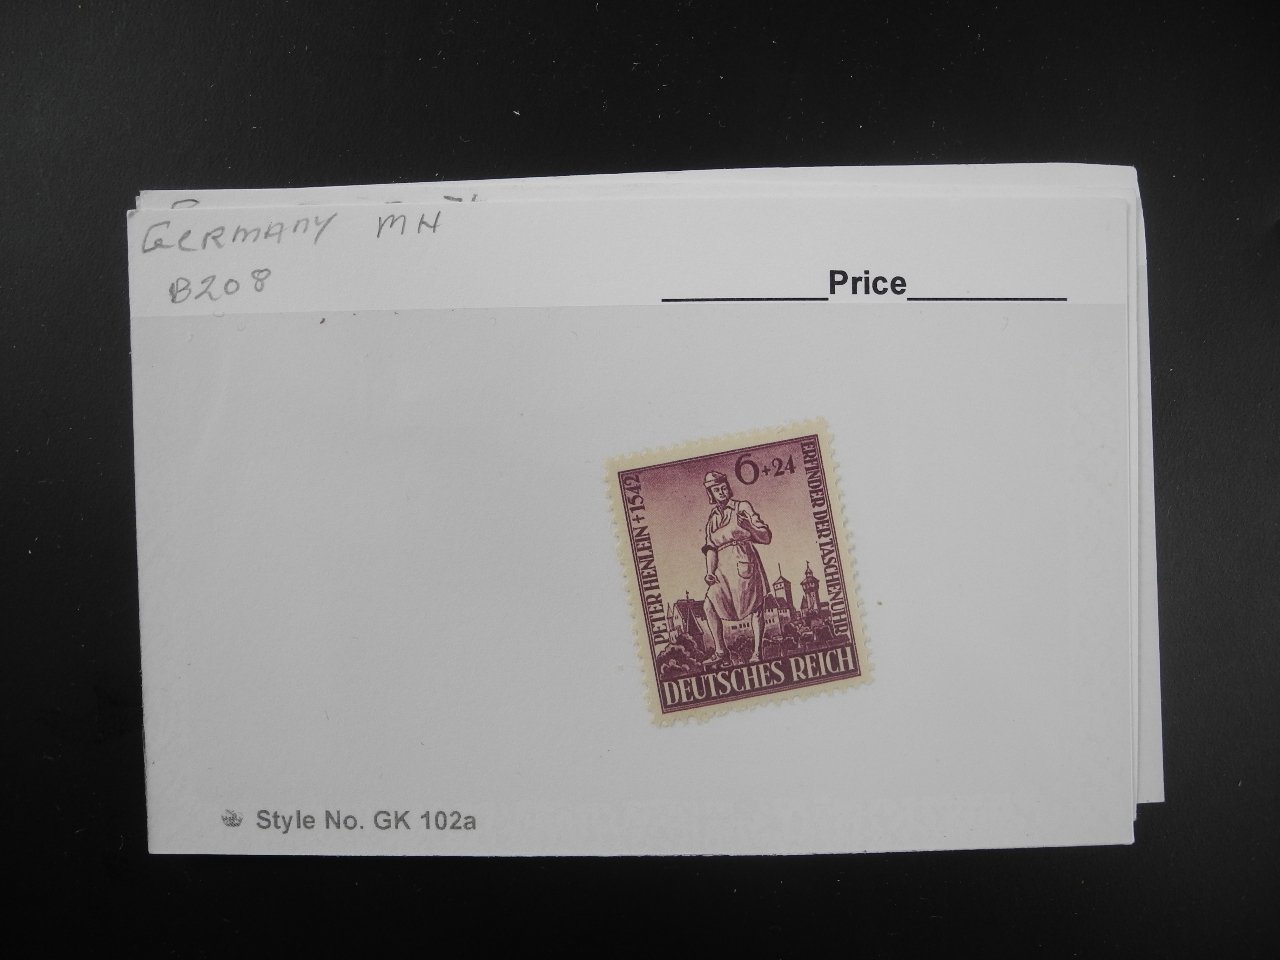 GERMANY MH
B208
Price
6+24
PETER HENLEIN + 1542
ERFINDER DER TASCHENUHR
DEUTSCHES REICH
Style No. GK 102a